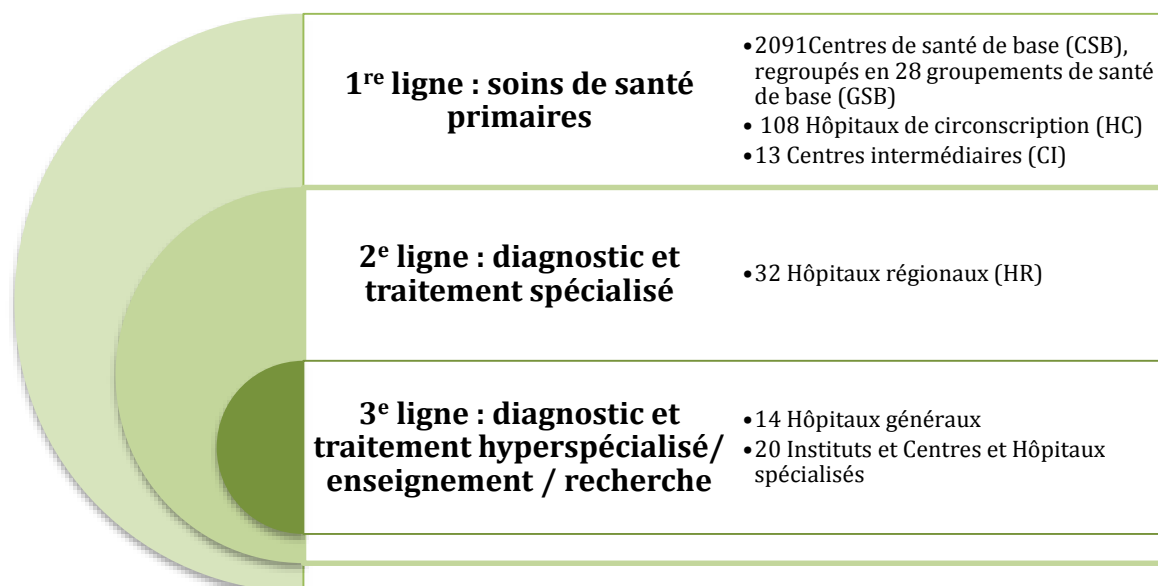 1re ligne : soins de santé
primaires
•2091Centres de santé de base (CSB),
regroupés en 28 groupements de santé
de base (GSB)
• 108 Hôpitaux de circonscription (HC)
•13 Centres intermédiaires (CI)
2e ligne : diagnostic et
traitement spécialisé
•32 Hôpitaux régionaux (HR)
3e ligne : diagnostic et
traitement hyperspécialisé/
enseignement / recherche
•14 Hôpitaux généraux
•20 Instituts et Centres et Hôpitaux
spécialisés